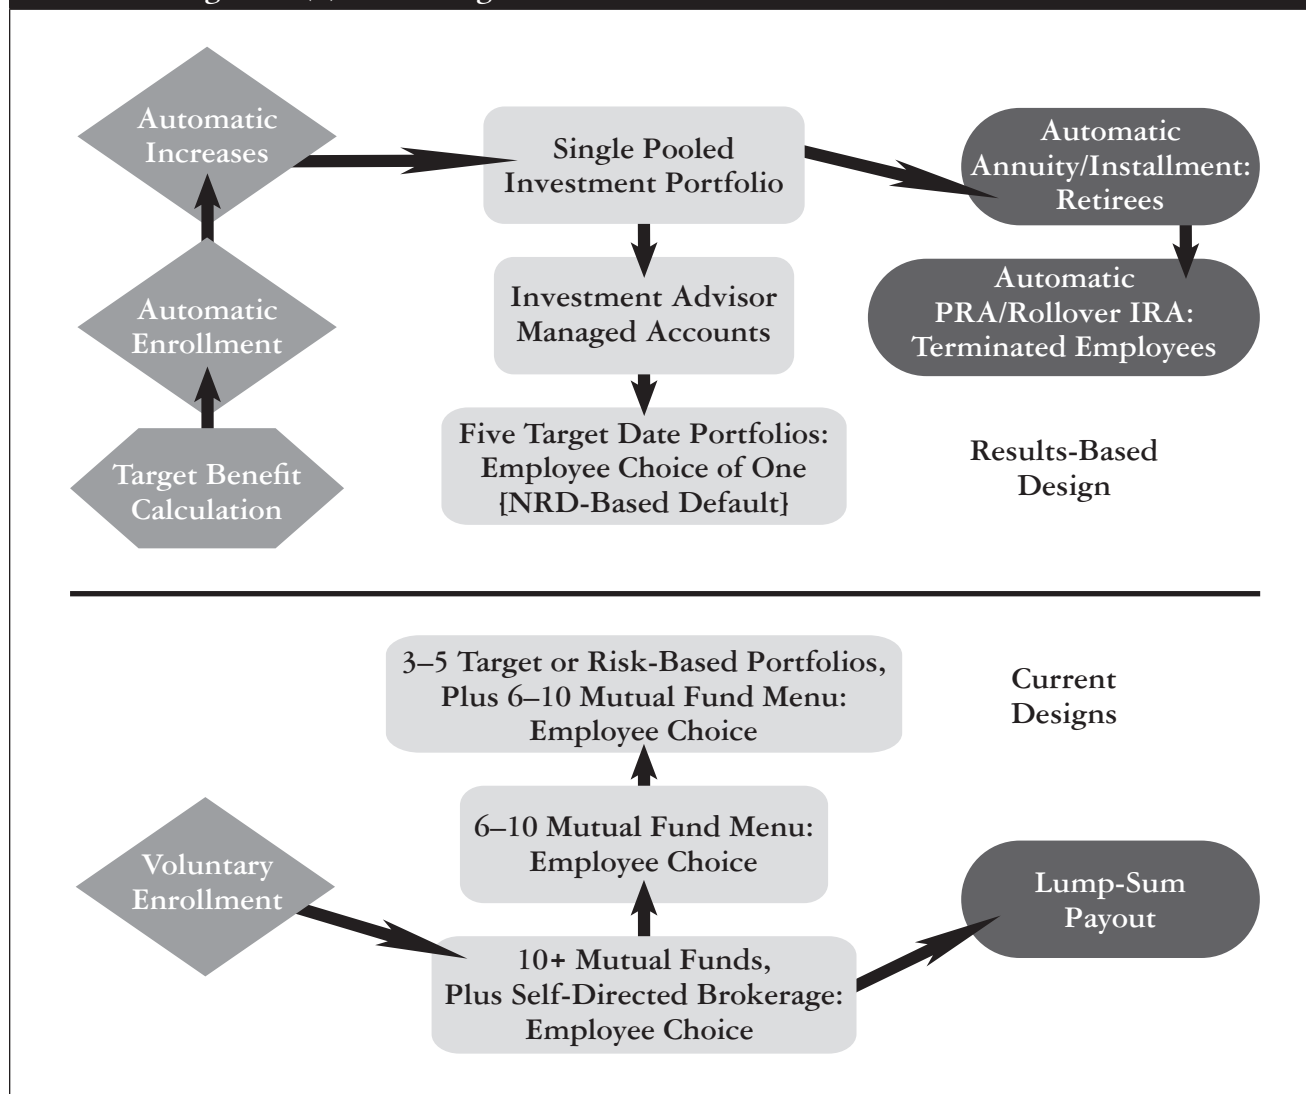 Automatic
Increases
Single Pooled
Investment Portfolio
Automatic
Annuity/Installment:
Retirees
Automatic
Enrollment
Investment Advisor
Managed Accounts
Automatic
PRA/Rollover IRA:
Terminated Employees
Target Benefit
Calculation
Five Target Date Portfolios:
Employee Choice of One
{NRD-Based Default}
Results-Based
Design
3–5 Target or Risk-Based Portfolios,
Plus 6–10 Mutual Fund Menu:
Employee Choice
Current
Designs
6–10 Mutual Fund Menu:
Employee Choice
Voluntary
Enrollment
10+ Mutual Funds,
Plus Self-Directed Brokerage:
Employee Choice
Lump-Sum
Payout